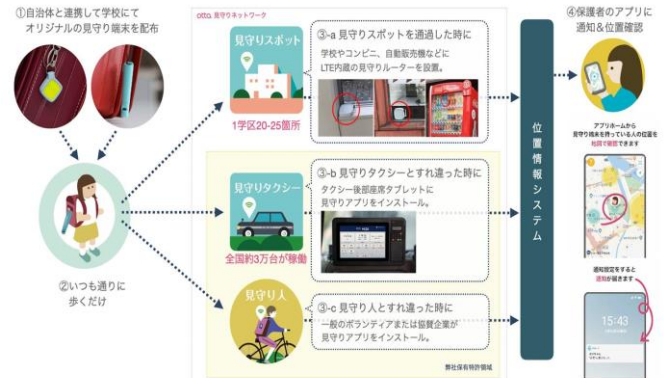 ①自治体と連携して学校にて
オリジナルの見守り端末を配布
②いつも通りに
歩くだけ
otta. 見守りネットワーク
見守りスポット
1学区20-25箇所
③-a 見守りスポットを通過した時に
学校やコンビニ、自動販売機などに
LTE内蔵の見守りルーターを設置。
見守りタクシー
全国約3万台が稼働
③-b 見守りタクシーとすれ違った時に
タクシー後部座席タブレットに
見守りアプリをインストール。
見守り人
③-c 見守り人とすれ違った時に
一般のボランティアまたは協賛企業が
見守りアプリをインストール。
弊社保有特許領域
位置情報システム
④保護者のアプリに
通知&位置確認
アプリホームから
見守り端末を持っている人の位置を
地図で確認できます
通知設定をすると
通知が届きます
15:43